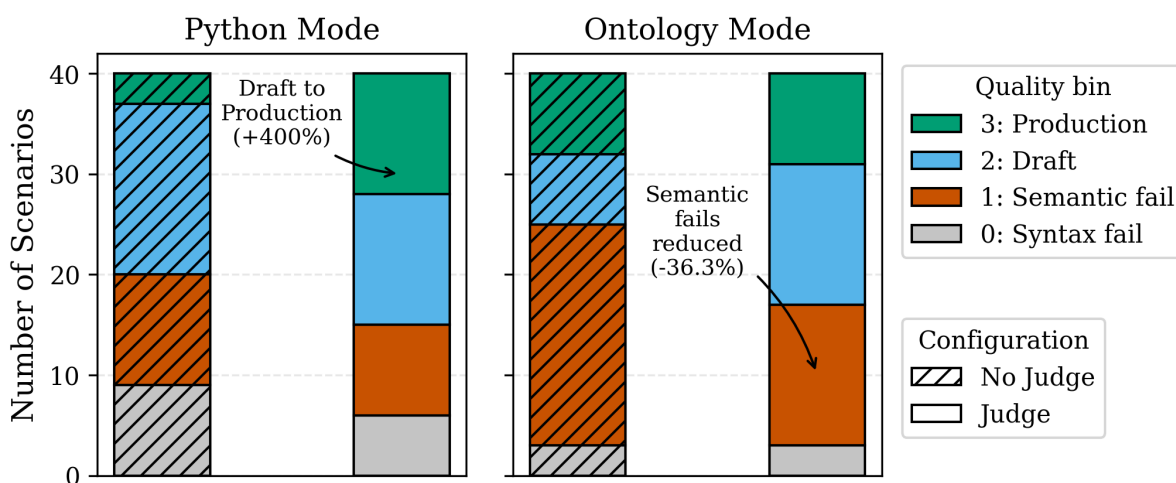 Python Mode
Ontology Mode
Number of Scenarios
40
30
20
10
0
Draft to
Production
(+400%)
Semantic
fails
reduced
(-36.3%)
Quality bin
3: Production
2: Draft
1: Semantic fail
0: Syntax fail
Configuration
No Judge
Judge